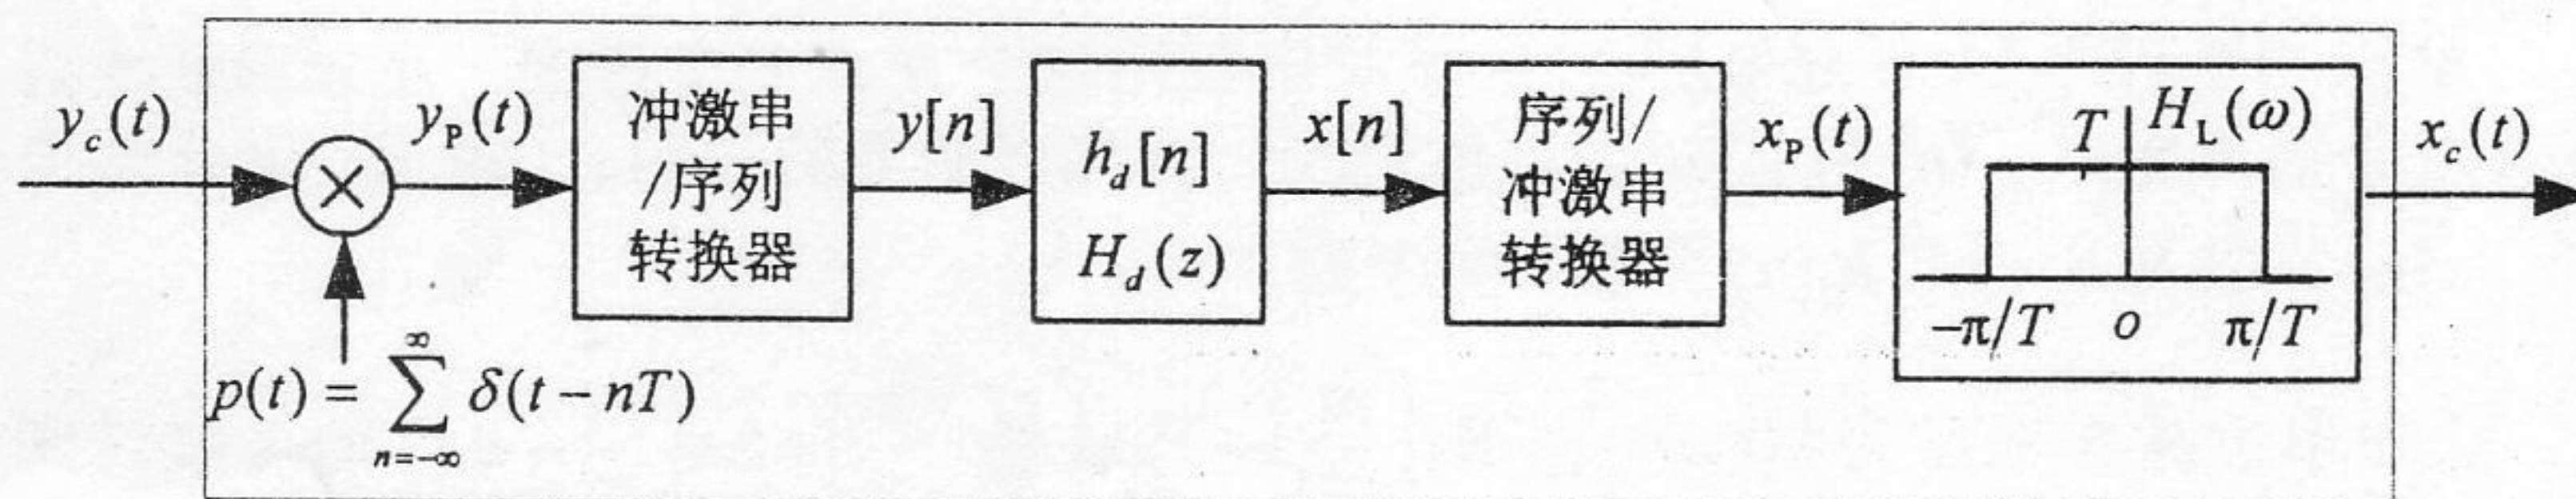 y_c(t)
y_P(t)
冲激串
/序列
转换器
y[n]
h_d[n]
H_d(z)
x[n]
序列/
冲激串
转换器
x_P(t)
T H_L(ω)
-π/T o π/T
x_c(t)
p(t) = ∑_{n=-∞}^{∞} δ(t-nT)